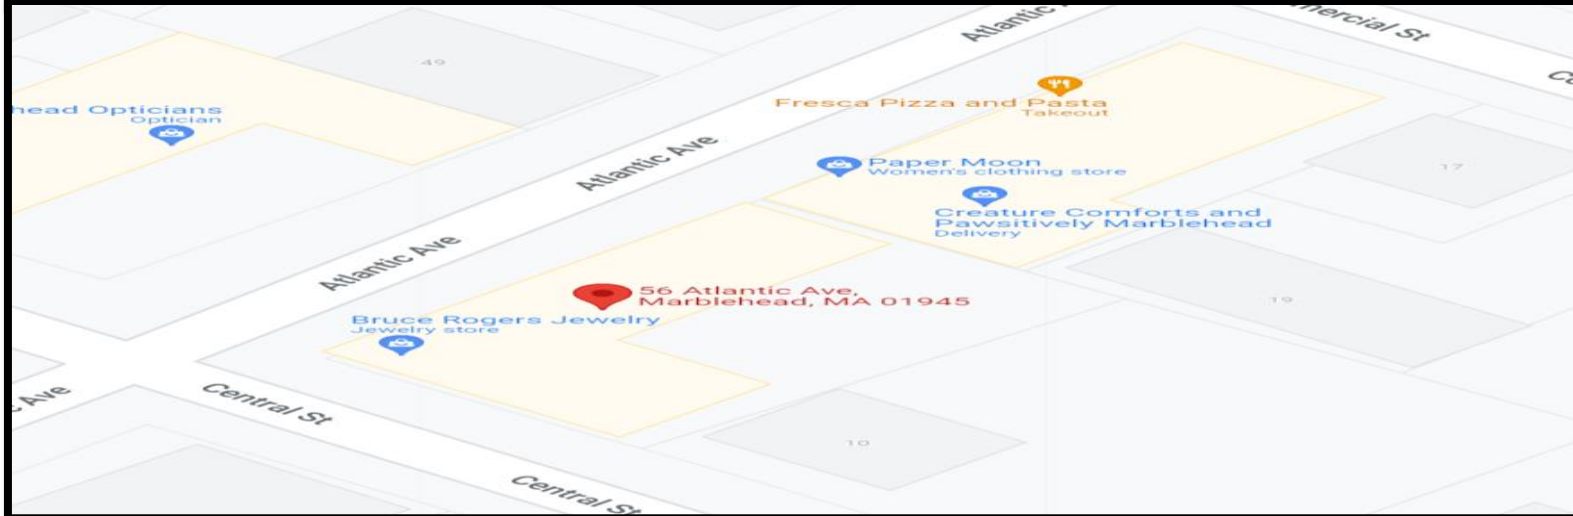 Atlantic
mercial St
49
head Opticians
Optician
Fresca Pizza and Pasta
Takeout
Atlantic Ave
Paper Moon
Women's clothing store
17
Creature Comforts and
Pawsitively Marblehead
Delivery
Atlantic Ave
56 Atlantic Ave,
Marblehead, MA 01945
19
Bruce Rogers Jewelry
Jewelry store
Ave
Central St
10
Central St